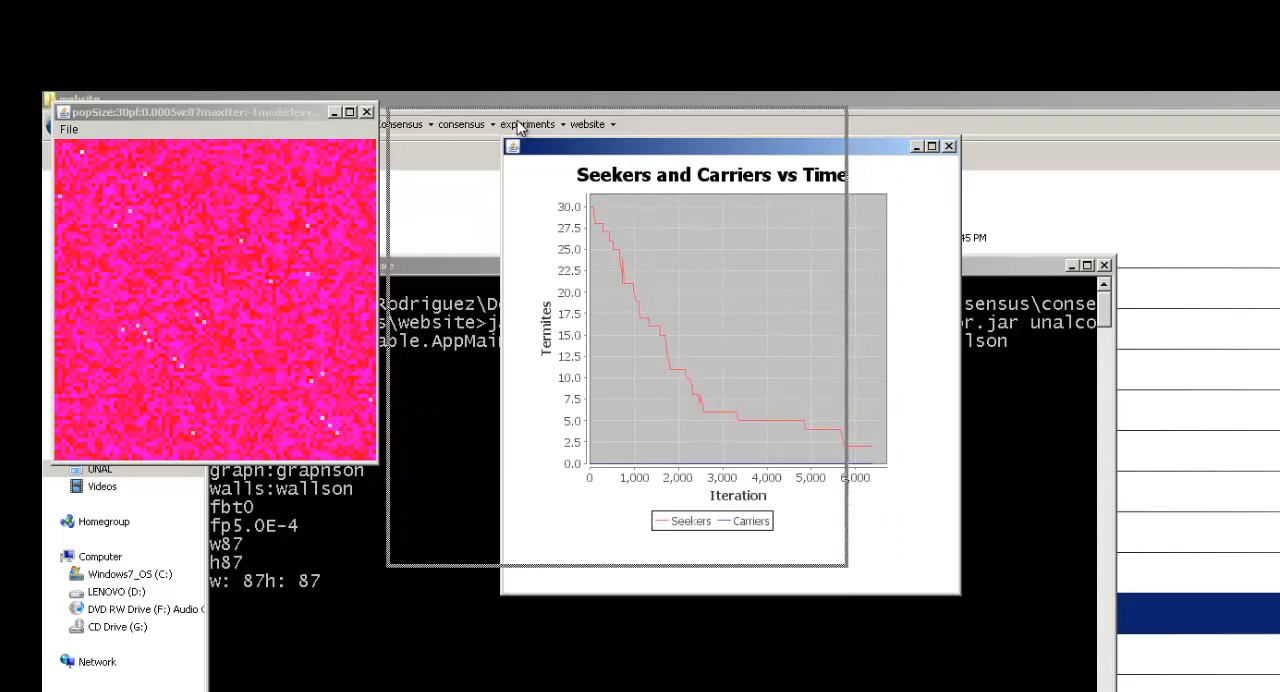 website
popSize:30pf:0.0005w:87maxIter:-1mode:levy...
File
consensus
consensus
experiments
website
Seekers and Carriers vs Time
45 PM
30.0
27.5
25.0
22.5
20.0
17.5
15.0
12.5
10.0
7.5
5.0
2.5
0.0
Termites
0 1,000 2,000 3,000 4,000 5,000 6,000
Iteration
Seekers Carriers
Rodriguez\D
sensus\conse
s\website>j
r.jar unalco
able.AppMain
lson
UNAL
Videos
Homegroup
Computer
Windows7_OS (C:)
LENOVO (D:)
DVD RW Drive (F:) Audio
CD Drive (G:)
Network
graph:graphson
walls:wallson
fbt0
fp5.0E-4
w87
h87
w: 87h: 87